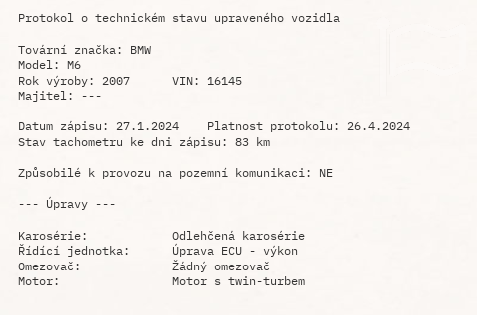 Protokol o technickém stavu upraveného vozidla
Tovární značka: BMW
Model: M6
Rok výroby: 2007 VIN: 16145
Majitel: ---
Datum zápisu: 27.1.2024 Platnost protokolu: 26.4.2024
Stav tachometru ke dni zápisu: 83 km
Způsobilé k provozu na pozemní komunikaci: NE
--- Úpravy ---
Karosérie: Odlehčená karosérie
Řídící jednotka: Úprava ECU - výkon
Omezovač: Žádný omezovač
Motor: Motor s twin-turbem